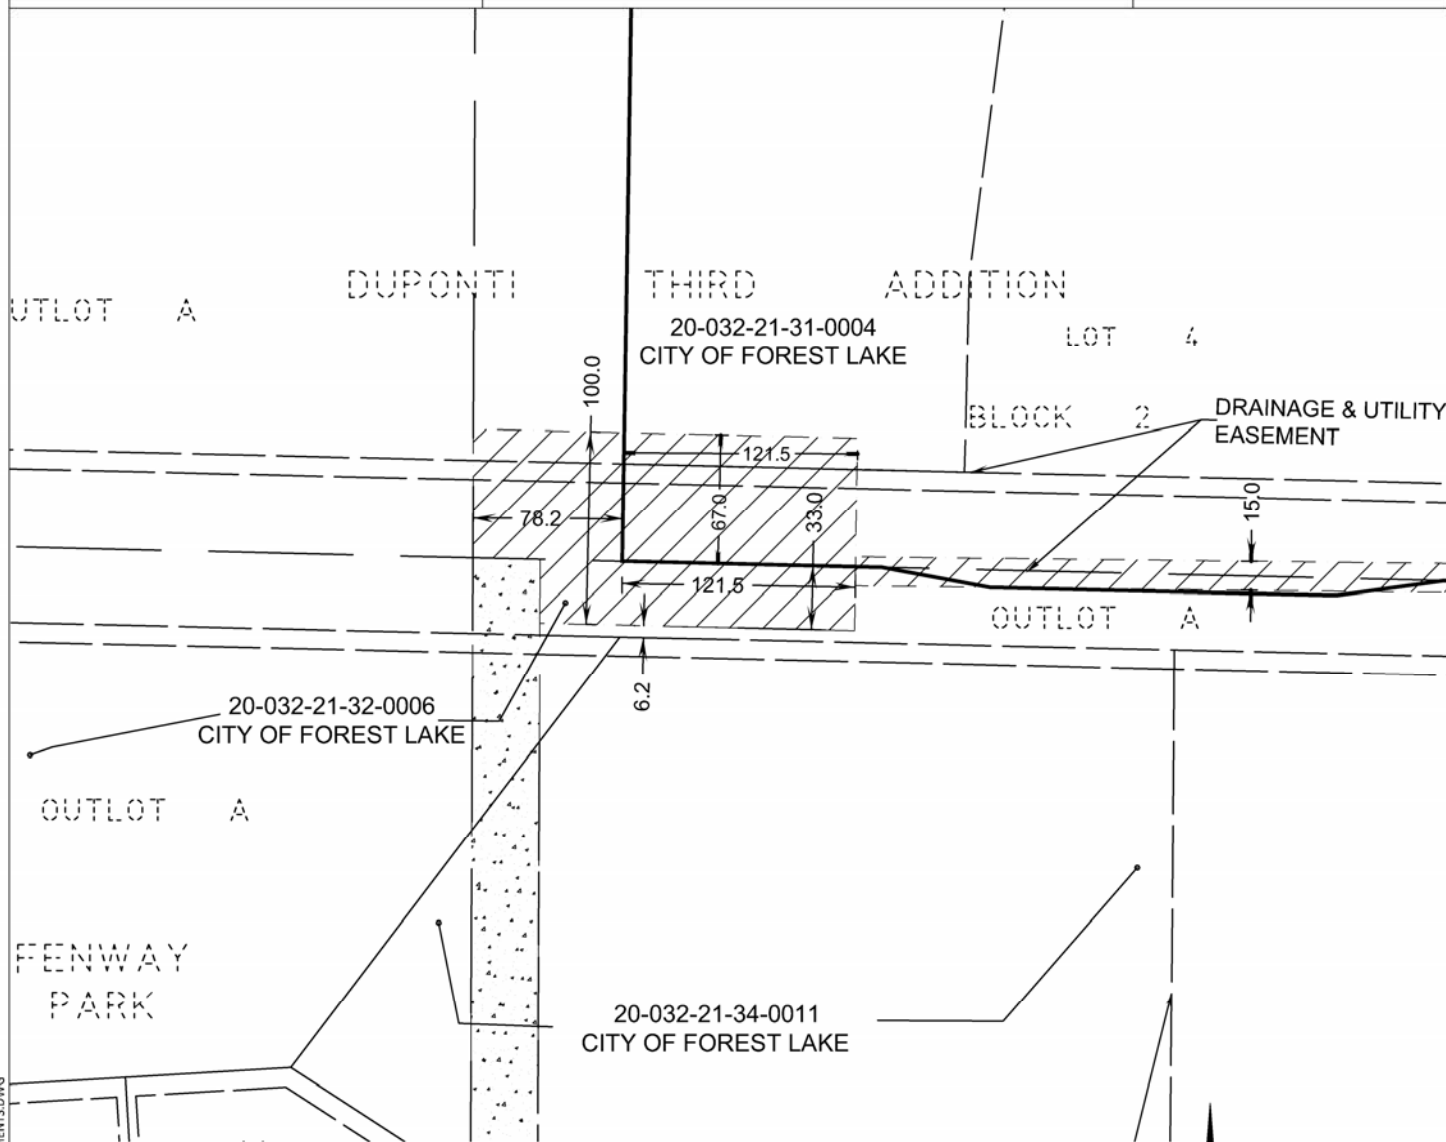 DUPONTI THIRD ADDITION
UTLOT A
20-032-21-31-0004
CITY OF FOREST LAKE
LOT 4
100.0
BLOCK 2
DRAINAGE & UTILITY
EASEMENT
121.5
78.2
67.0
33.0
15.0
121.5
OUTLOT A
6.2
20-032-21-32-0006
CITY OF FOREST LAKE
OUTLOT A
FENWAY
PARK
20-032-21-34-0011
CITY OF FOREST LAKE